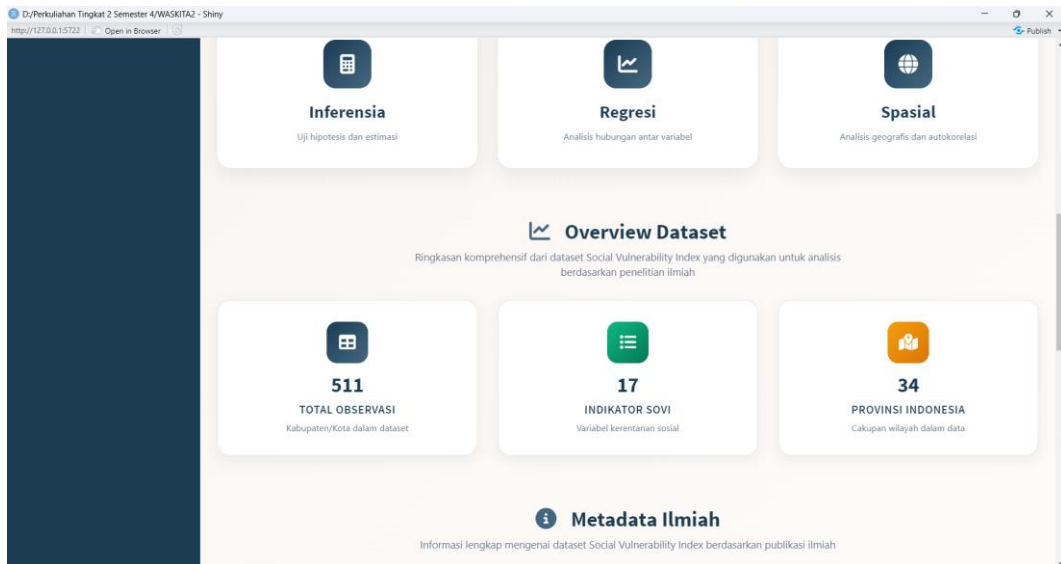 D:/Perkuliahan Tingkat 2 Semester 4/WASKITA2 - Shiny
http://127.0.0.1:5722 Open in Browser Publish
Inferensia Regresi Spasial
Uji hipotesis dan estimasi Analisis hubungan antar variabel Analisis geografis dan autokorelasi
Overview Dataset
Ringkasan komprehensif dari dataset Social Vulnerability Index yang digunakan untuk analisis
berdasarkan penelitian ilmiah
511 17 34
TOTAL OBSERVASI INDIKATOR SOVI PROVINSI INDONESIA
Kabupaten/Kota dalam dataset Variabel kerentanan sosial Cakupan wilayah dalam data
Metadata Ilmiah
Informasi lengkap mengenai dataset Social Vulnerability Index berdasarkan publikasi ilmiah